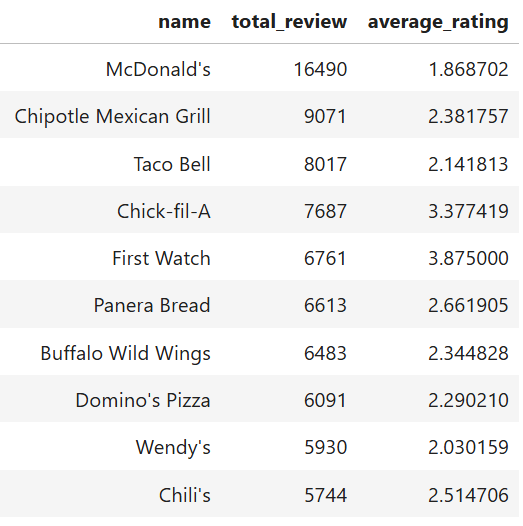 name total_review average_rating
McDonald's 16490 1.868702
Chipotle Mexican Grill 9071 2.381757
Taco Bell 8017 2.141813
Chick-fil-A 7687 3.377419
First Watch 6761 3.875000
Panera Bread 6613 2.661905
Buffalo Wild Wings 6483 2.344828
Domino's Pizza 6091 2.290210
Wendy's 5930 2.030159
Chili's 5744 2.514706